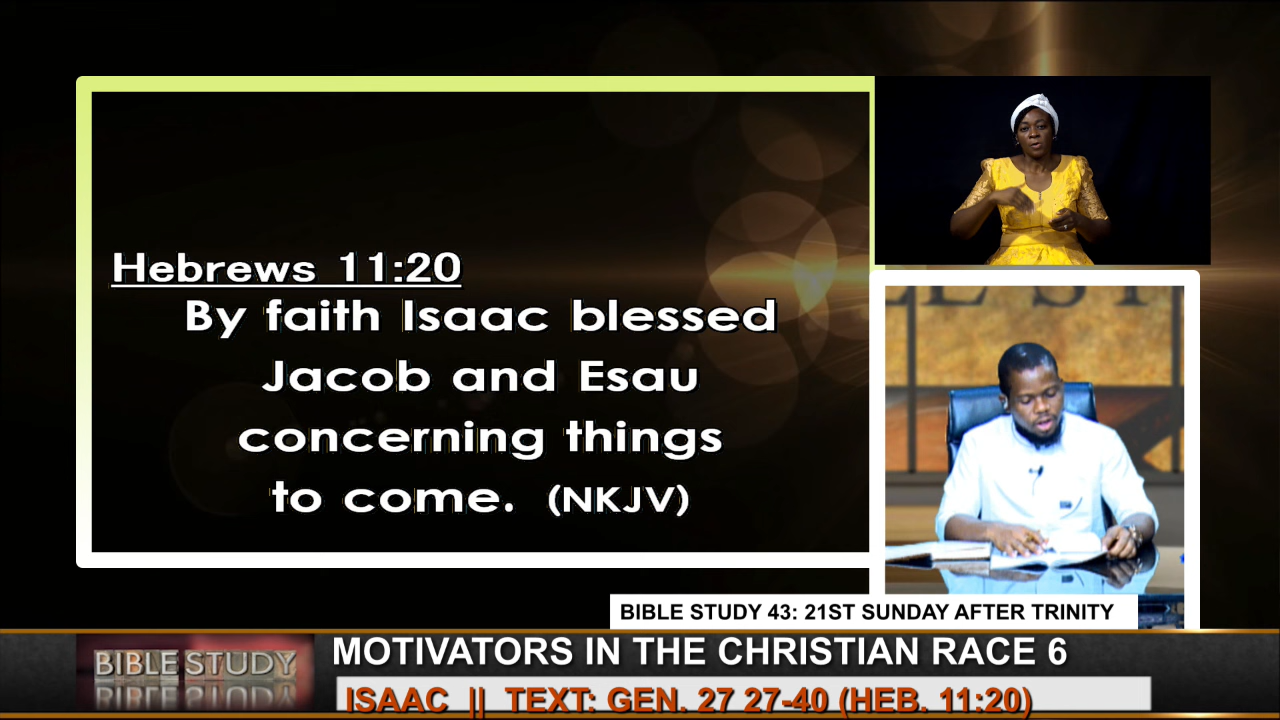 Hebrews 11:20
By faith Isaac blessed
Jacob and Esau
concerning things
to come. (NKJV)
BIBLE STUDY 43: 21ST SUNDAY AFTER TRINITY
BIBLE STUDY
MOTIVATORS IN THE CHRISTIAN RACE 6
ISAAC || TEXT: GEN. 27 27-40 (HEB. 11:20)